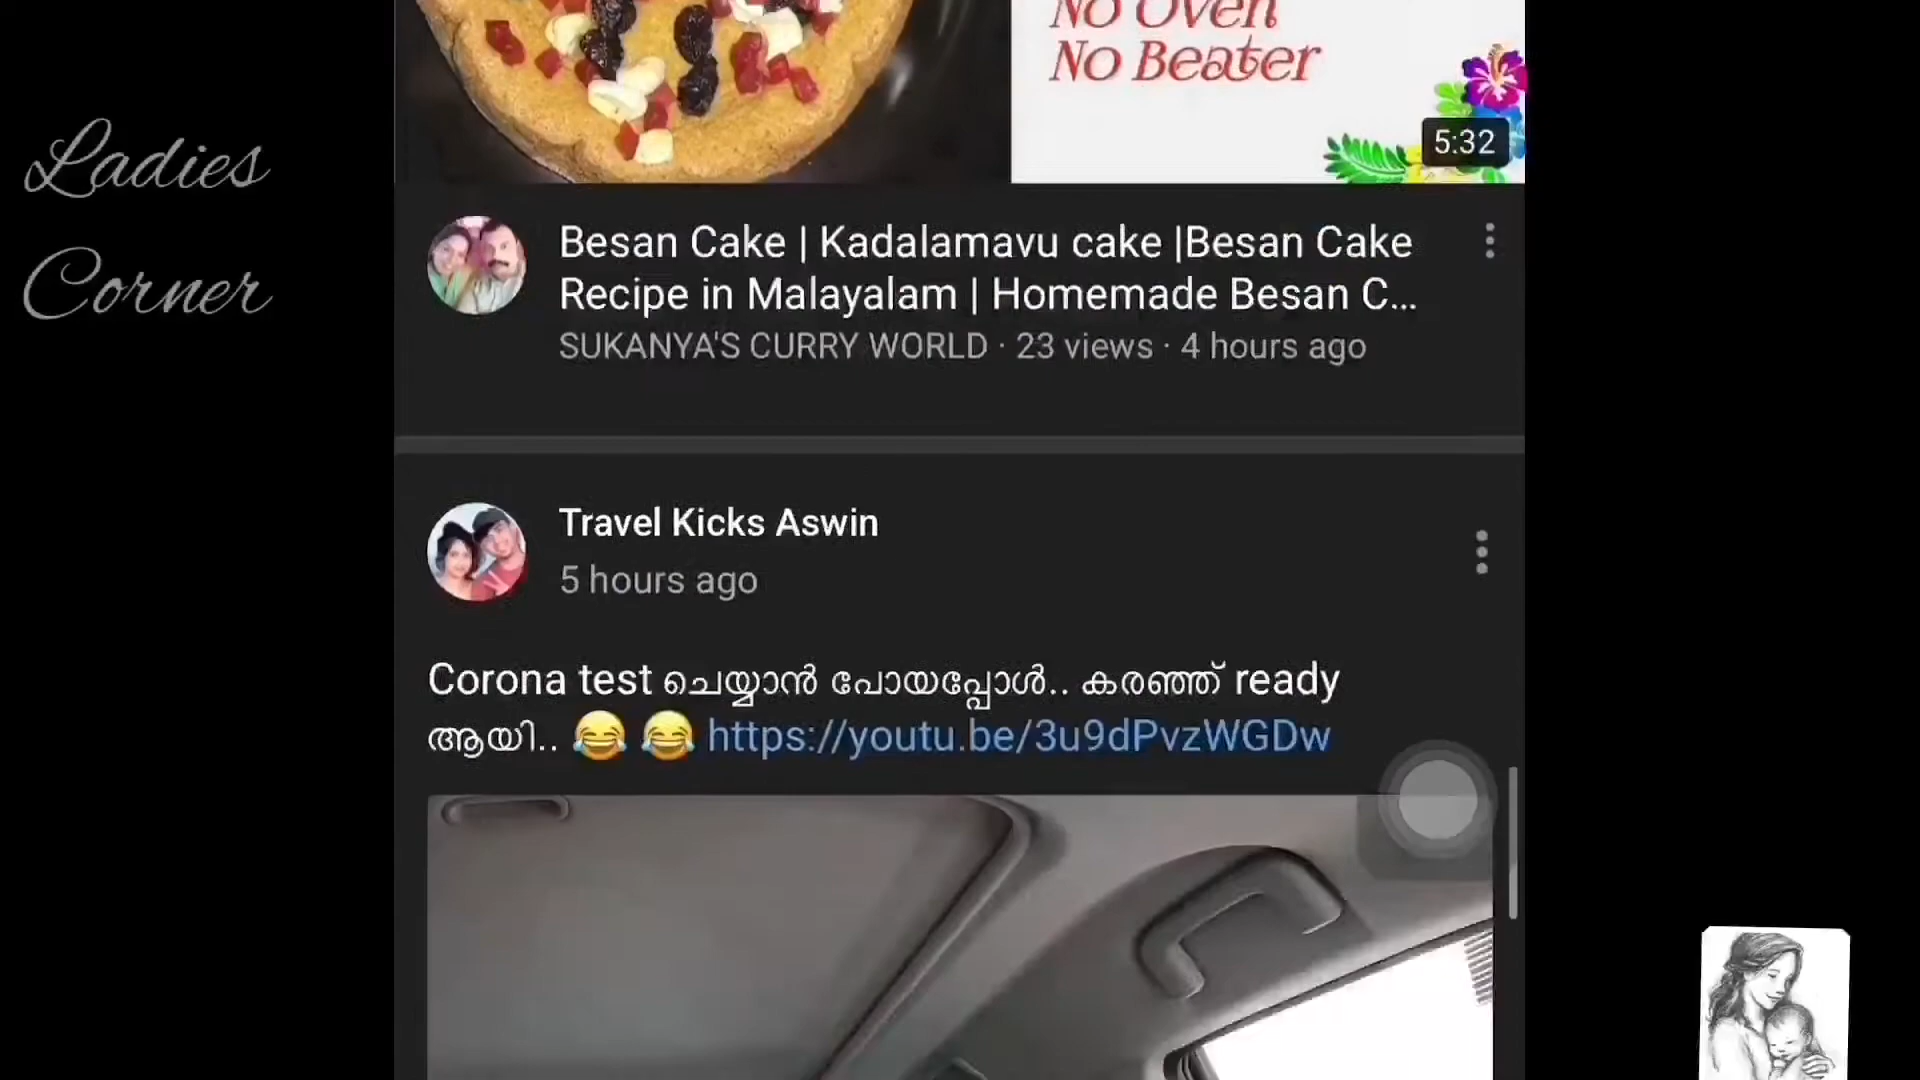 No Oven
No Beater
5:32
Ladies
Corner
Besan Cake | Kadalamavu cake |Besan Cake
Recipe in Malayalam | Homemade Besan C...
SUKANYA'S CURRY WORLD · 23 views · 4 hours ago
Travel Kicks Aswin
5 hours ago
Corona test ചെയ്യാൻ പോയപ്പോൾ.. കരഞ്ഞ് ready
ആയി.. 😂 😂 https://youtu.be/3u9dPvzWGDw